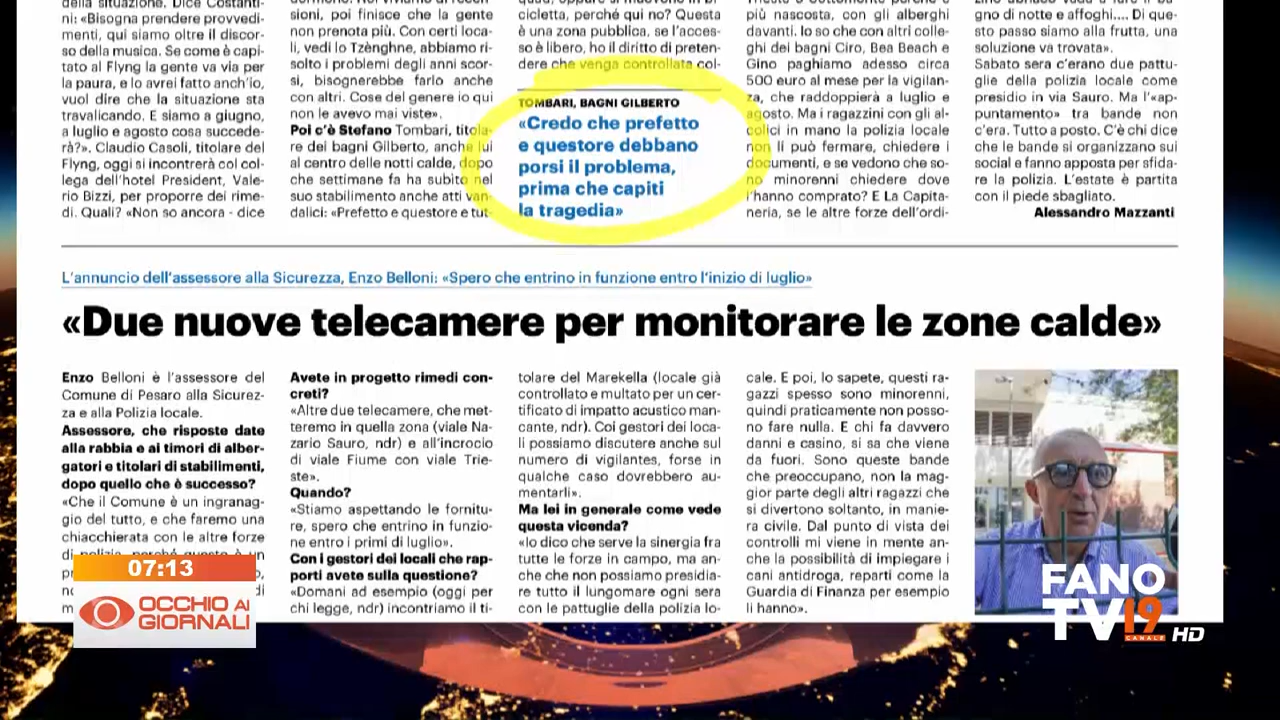 della situazione. Dice Costanti-
ni: «Bisogna prendere provvedi-
menti, qui siamo oltre il discor-
so della musica. Se come è capi-
tato al Flyng la gente va via per
la paura, e lo avrei fatto anch'io,
vuol dire che la situazione sta
travalicando. E siamo a giugno,
a luglio e agosto cosa succede-
rà?». Claudio Casoli, titolare del
Flyng, oggi si incontrerà col col-
lega dell'hotel President, Vale-
rio Bizzi, per proporre dei rime-
di. Quali? «Non so ancora - dice
sioni, poi finisce che la gente
non prenota più. Con certi loca-
li, vedi lo Tzènghne, abbiamo ri-
solto i problemi degli anni scor-
si, bisognerebbe farlo anche
con altri. Cose del genere io qui
non le avevo mai viste».
Poi c'è Stefano Tombari, titola-
re dei bagni Gilberto, anche lui
al centro delle notti calde, dopo
che settimane fa ha subito nel
suo stabilimento anche atti van-
dalici: «Prefetto e questore e tut-
cicletta, perché qui no? Questa
è una zona pubblica, se l'acces-
so è libero, ho il diritto di preten-
dere che venga controllata col-
TOMBARI, BAGNI GILBERTO
«Credo che prefetto
e questore debbano
porsi il problema,
prima che capiti
la tragedia»
più nascosta, con gli alberghi
davanti. Io so che con altri colle-
ghi dei bagni Ciro, Bea Beach e
Gino paghiamo adesso circa
500 euro al mese per la vigilan-
za, che raddoppierà a luglio e
agosto. Ma i ragazzini con gli al-
colici in mano la polizia locale
non li può fermare, chiedere i
documenti, e se vedono che so-
no minorenni chiedere dove
l'hanno comprato? E La Capita-
neria, se le altre forze dell'ordi-
gno di notte e affoghi.... Di que-
sto passo siamo alla frutta, una
soluzione va trovata».
Sabato sera c'erano due pattu-
glie della polizia locale come
presidio in via Sauro. Ma l'«ap-
puntamento» tra bande non
c'era. Tutto a posto. C'è chi dice
che le bande si organizzano sui
social e fanno apposta per sfida-
re la polizia. L'estate è partita
con il piede sbagliato.
Alessandro Mazzanti
L'annuncio dell'assessore alla Sicurezza, Enzo Belloni: «Spero che entrino in funzione entro l'inizio di luglio»
«Due nuove telecamere per monitorare le zone calde»
Enzo Belloni è l'assessore del
Comune di Pesaro alla Sicurez-
za e alla Polizia locale.
Assessore, che risposte date
alla rabbia e ai timori di alber-
gatori e titolari di stabilimenti,
dopo quello che è successo?
«Che il Comune è un ingranag-
gio del tutto, e che faremo una
chiacchierata con le altre forze
Avete in progetto rimedi con-
creti?
«Altre due telecamere, che met-
teremo in quella zona (viale Na-
zario Sauro, ndr) e all'incrocio
di viale Fiume con viale Trie-
ste».
Quando?
«Stiamo aspettando le fornitu-
re, spero che entrino in funzio-
ne entro i primi di luglio».
Con i gestori dei locali che rap-
porti avete sulla questione?
«Domani ad esempio (oggi per
chi legge, ndr) incontriamo il ti-
tolare del Marekella (locale già
controllato e multato per un cer-
tificato di impatto acustico man-
cante, ndr). Coi gestori dei loca-
li possiamo discutere anche sul
numero di vigilantes, forse in
qualche caso dovrebbero au-
mentarli».
Ma lei in generale come vede
questa vicenda?
«Io dico che serve la sinergia fra
tutte le forze in campo, ma an-
che che non possiamo presidia-
re tutto il lungomare ogni sera
con le pattuglie della polizia lo-
cale. E poi, lo sapete, questi ra-
gazzi spesso sono minorenni,
quindi praticamente non posso-
no fare nulla. E chi fa davvero
danni e casino, si sa che viene
da fuori. Sono queste bande
che preoccupano, non la mag-
gior parte degli altri ragazzi che
si divertono soltanto, in manie-
ra civile. Dal punto di vista dei
controlli mi viene in mente an-
che la possibilità di impiegare i
cani antidroga, reparti come la
Guardia di Finanza per esempio
li hanno».
07:13
OCCHIO AI
GIORNALI
FANO
TV 19
CANALE
HD